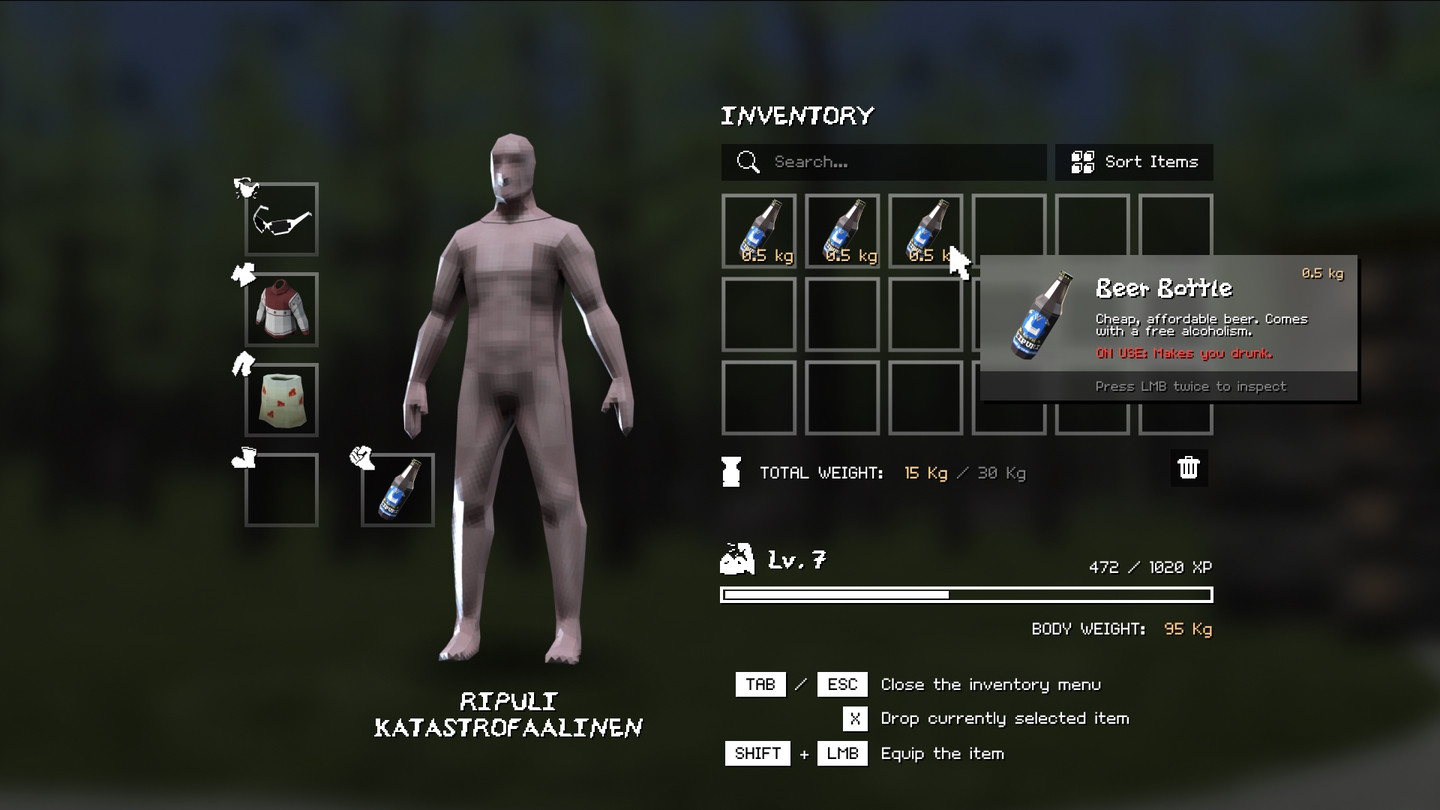 INVENTORY
Search...
Sort Items
0.5 kg
0.5 kg
0.5 k
0.5 kg
Beer Bottle
Cheap, affordable beer. Comes
with a free alcoholism.
ON USE: Makes you drunk.
Press LMB twice to inspect
TOTAL WEIGHT: 15 Kg / 30 Kg
Lv. 7
472 / 1020 XP
BODY WEIGHT: 95 Kg
RIPULI
KATASTROFAALINEN
TAB / ESC Close the inventory menu
X Drop currently selected item
SHIFT + LMB Equip the item